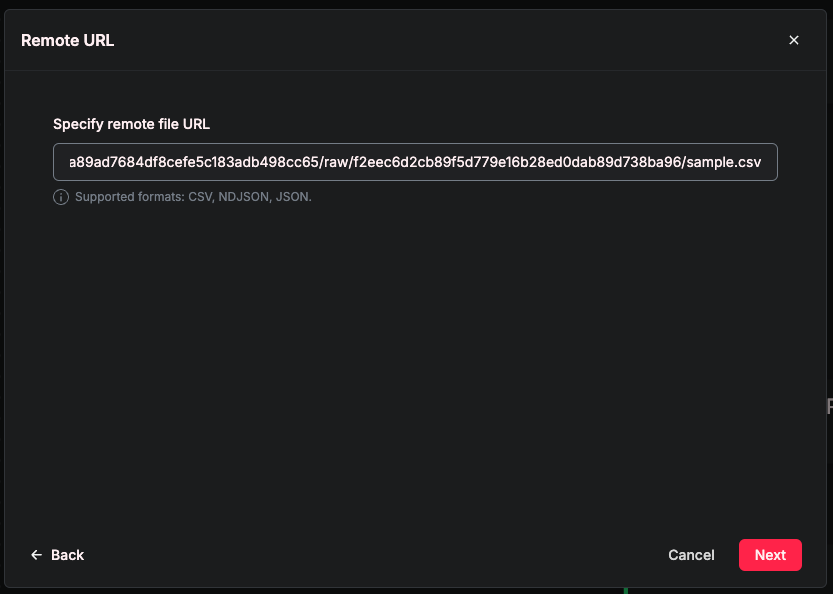 Remote URL
Specify remote file URL
a89ad7684df8cefe5c183adb498cc65/raw/f2eec6d2cb89f5d779e16b28ed0dab89d738ba96/sample.csv
Supported formats: CSV, NDJSON, JSON.
Back
Cancel
Next